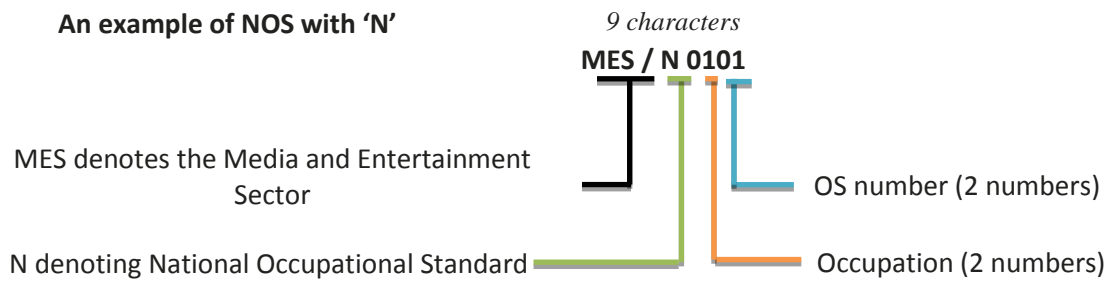 An example of NOS with ‘N’
9 characters
MES / N 0101
MES denotes the Media and Entertainment
Sector
OS number (2 numbers)
N denoting National Occupational Standard
Occupation (2 numbers)